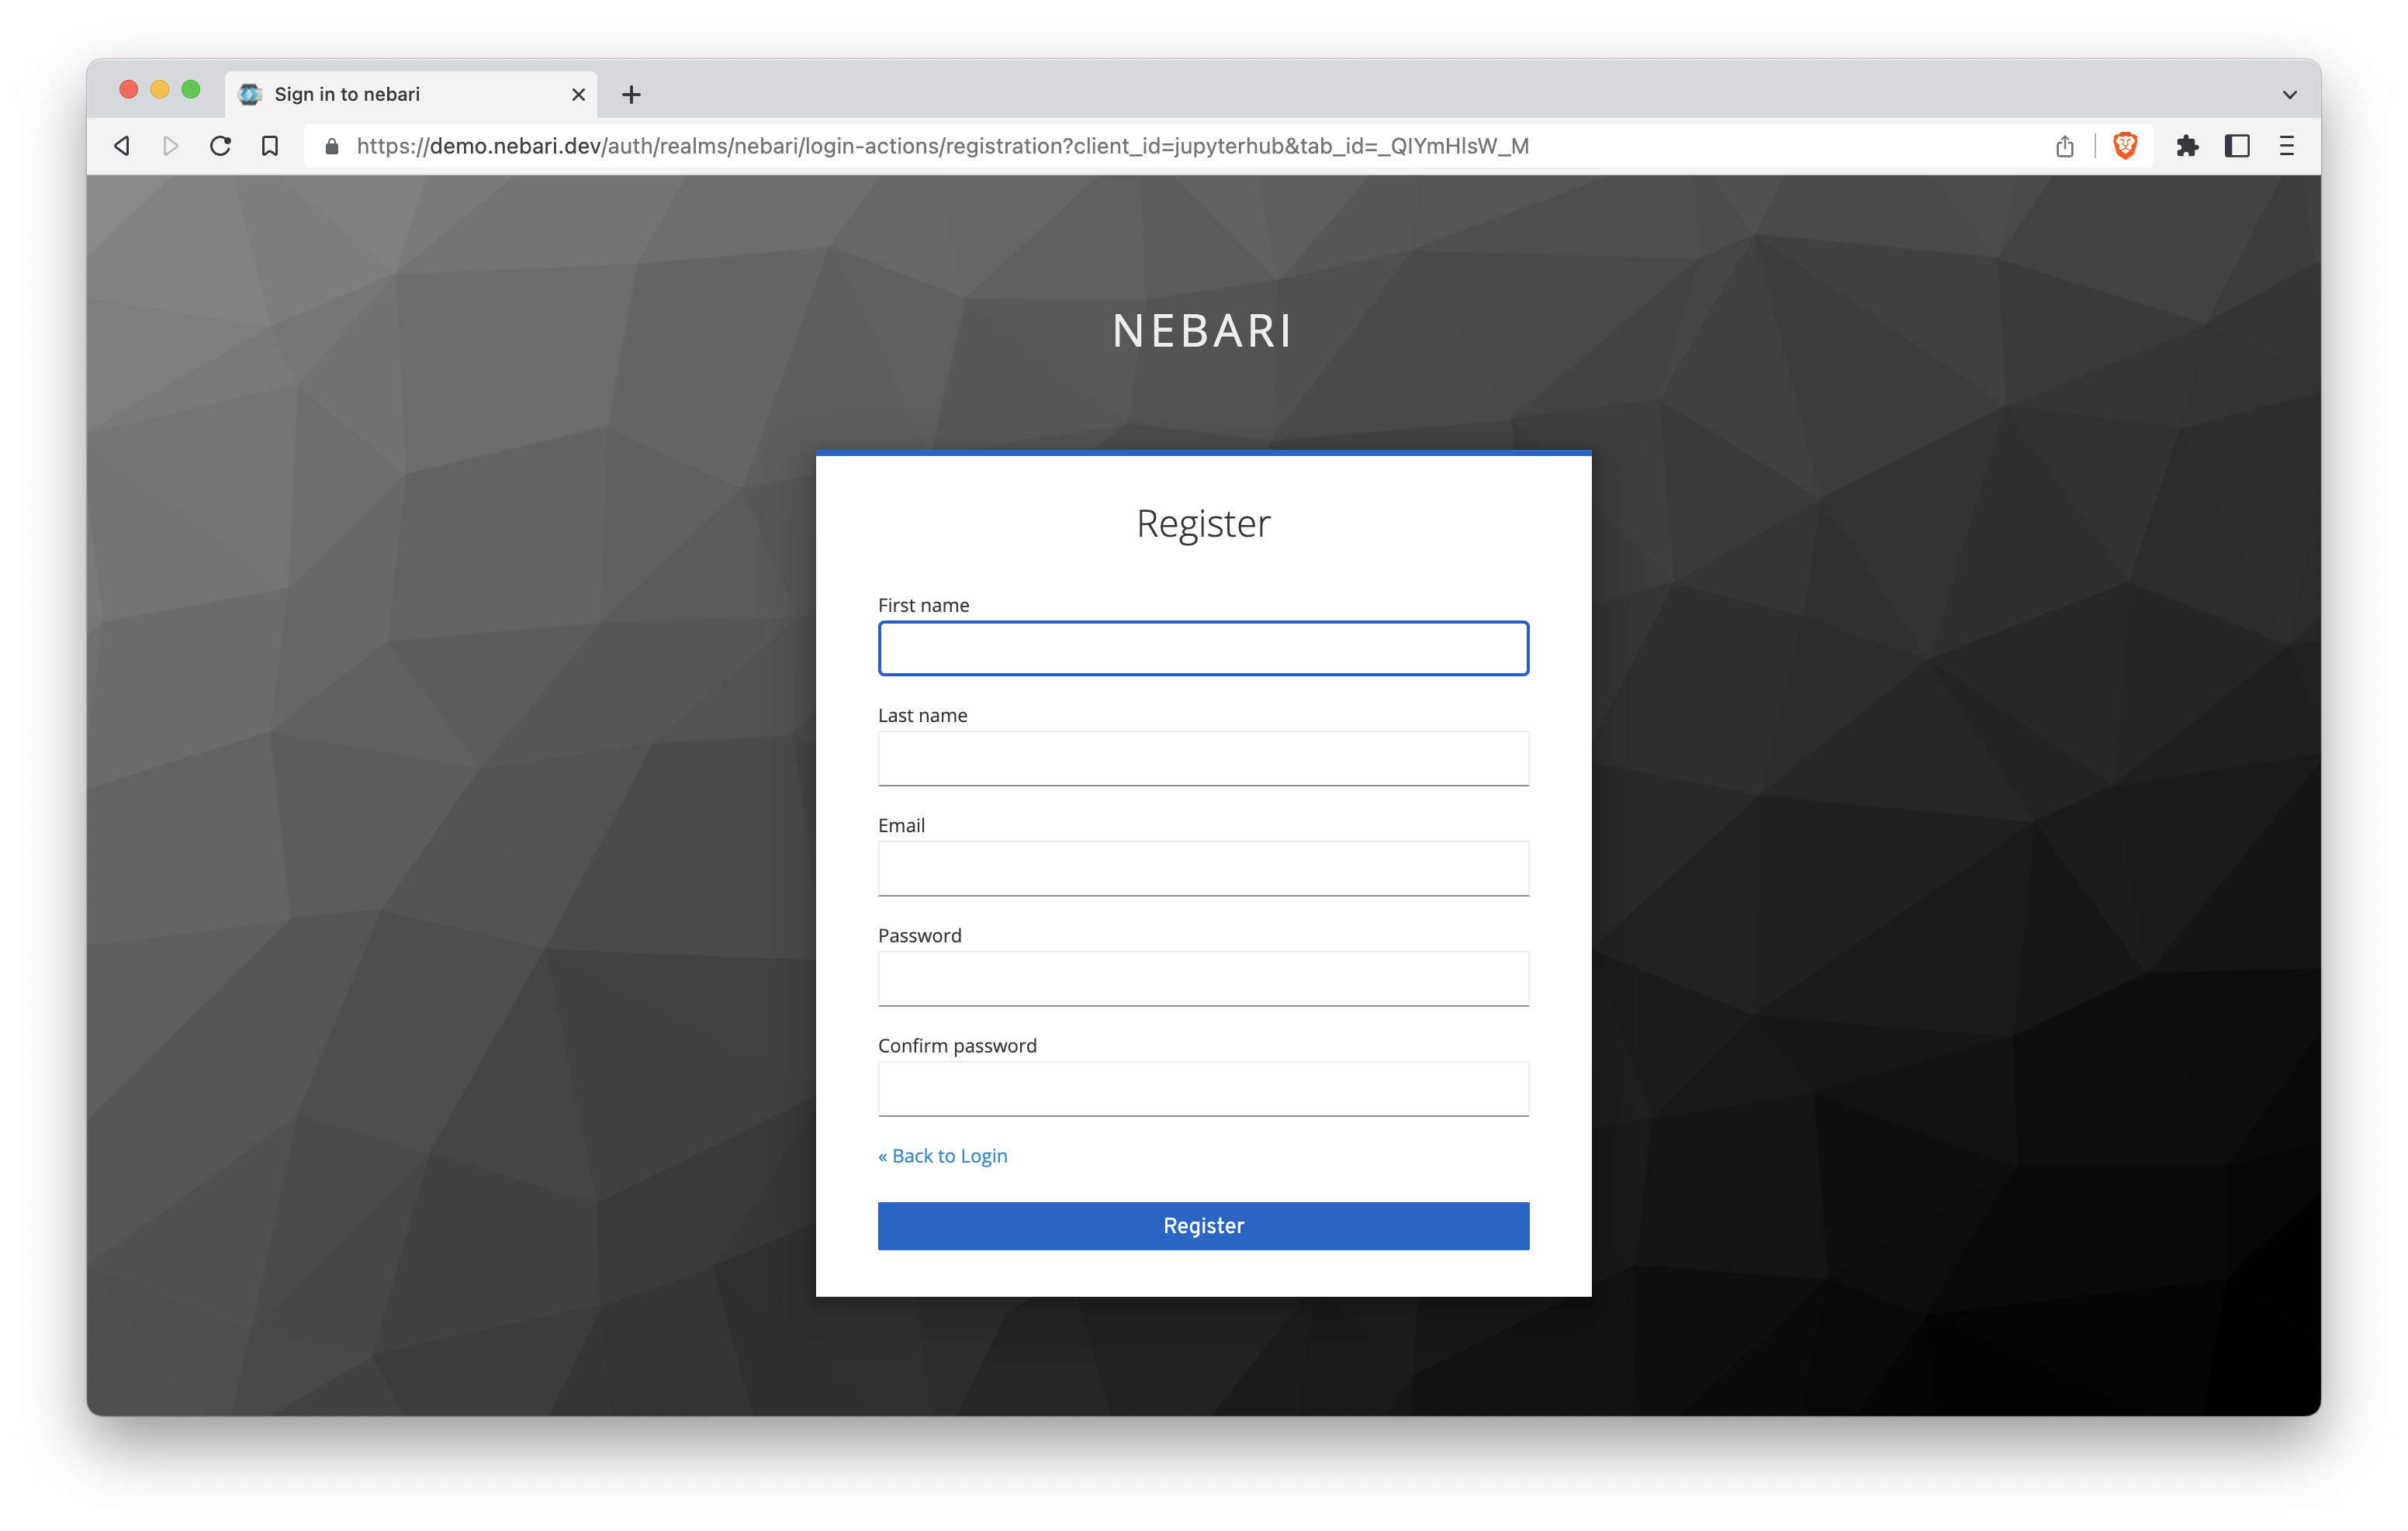 Sign in to nebari
https://demo.nebari.dev/auth/realms/nebari/login-actions/registration?client_id=jupyterhub&tab_id=_QIYmHlsW_M
NEBARI
Register
First name
Last name
Email
Password
Confirm password
« Back to Login
Register